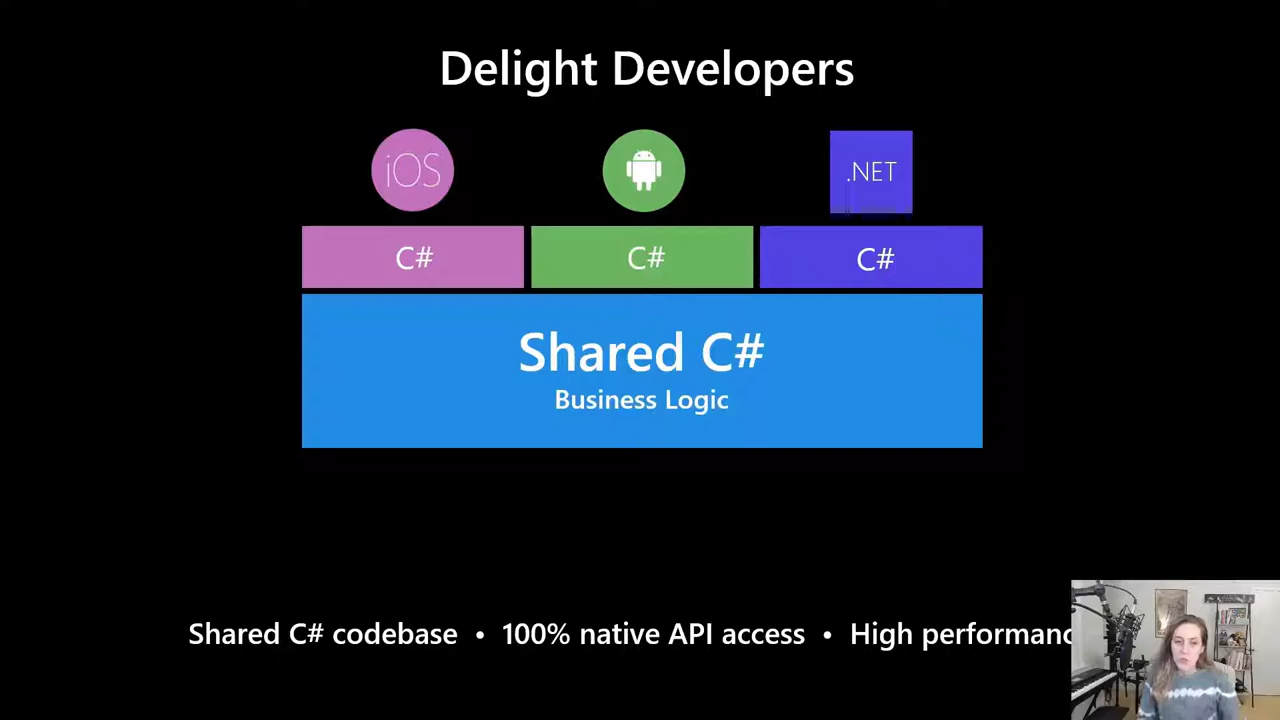 Delight Developers
iOS
.NET
C#
C#
C#
Shared C#
Business Logic
Shared C# codebase • 100% native API access • High performanc